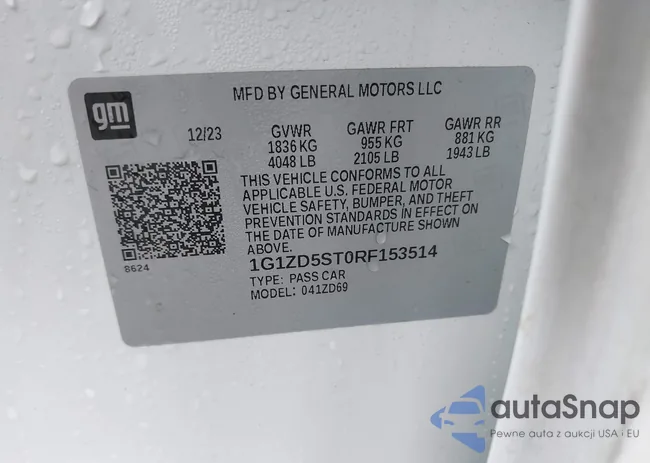 gm
MFD BY GENERAL MOTORS LLC
12/23 GVWR GAWR FRT GAWR RR
1836 KG 955 KG 881 KG
4048 LB 2105 LB 1943 LB
THIS VEHICLE CONFORMS TO ALL
APPLICABLE U.S. FEDERAL MOTOR
VEHICLE SAFETY, BUMPER, AND THEFT
PREVENTION STANDARDS IN EFFECT ON
THE DATE OF MANUFACTURE SHOWN
ABOVE.
8624
1G1ZD5ST0RF153514
TYPE: PASS CAR
MODEL: 041ZD69
autaSnap
Pewne auta z aukcji USA i EU